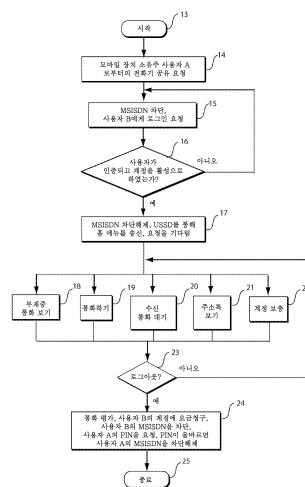 시작
13
모바일 장치 소유주 사용자 A
로부터의 전화기 공유 요청
14
MSISDN 차단,
사용자 B에게 로그인 요청
15
사용자가
인증되고 계정을 활성으로
하였는가?
16
아니오
예
MSISDN 차단해제, USSD를 통해
홈 메뉴를 송신, 요청을 기다림
17
부재중
통화 보기
18
통화하기
19
수신
통화 대기
20
주소록
보기
21
계정 보충
로그아웃?
23
아니오
예
통화 평가, 사용자 B의 계정에 요금청구,
사용자 B의 MSISDN을 차단,
사용자 A의 PIN을 요청, PIN이 올바르면
사용자 A의 MSISDN을 차단해제
24
종료
25